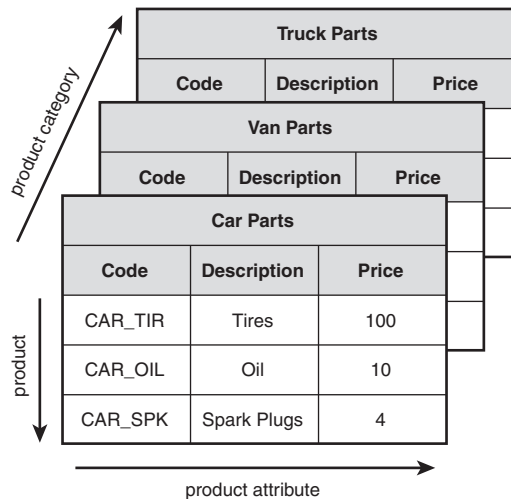 Truck Parts
Code Description Price
Van Parts
Code Description Price
Car Parts
Code Description Price
CAR_TIR Tires 100
CAR_OIL Oil 10
CAR_SPK Spark Plugs 4
product category
product
product attribute